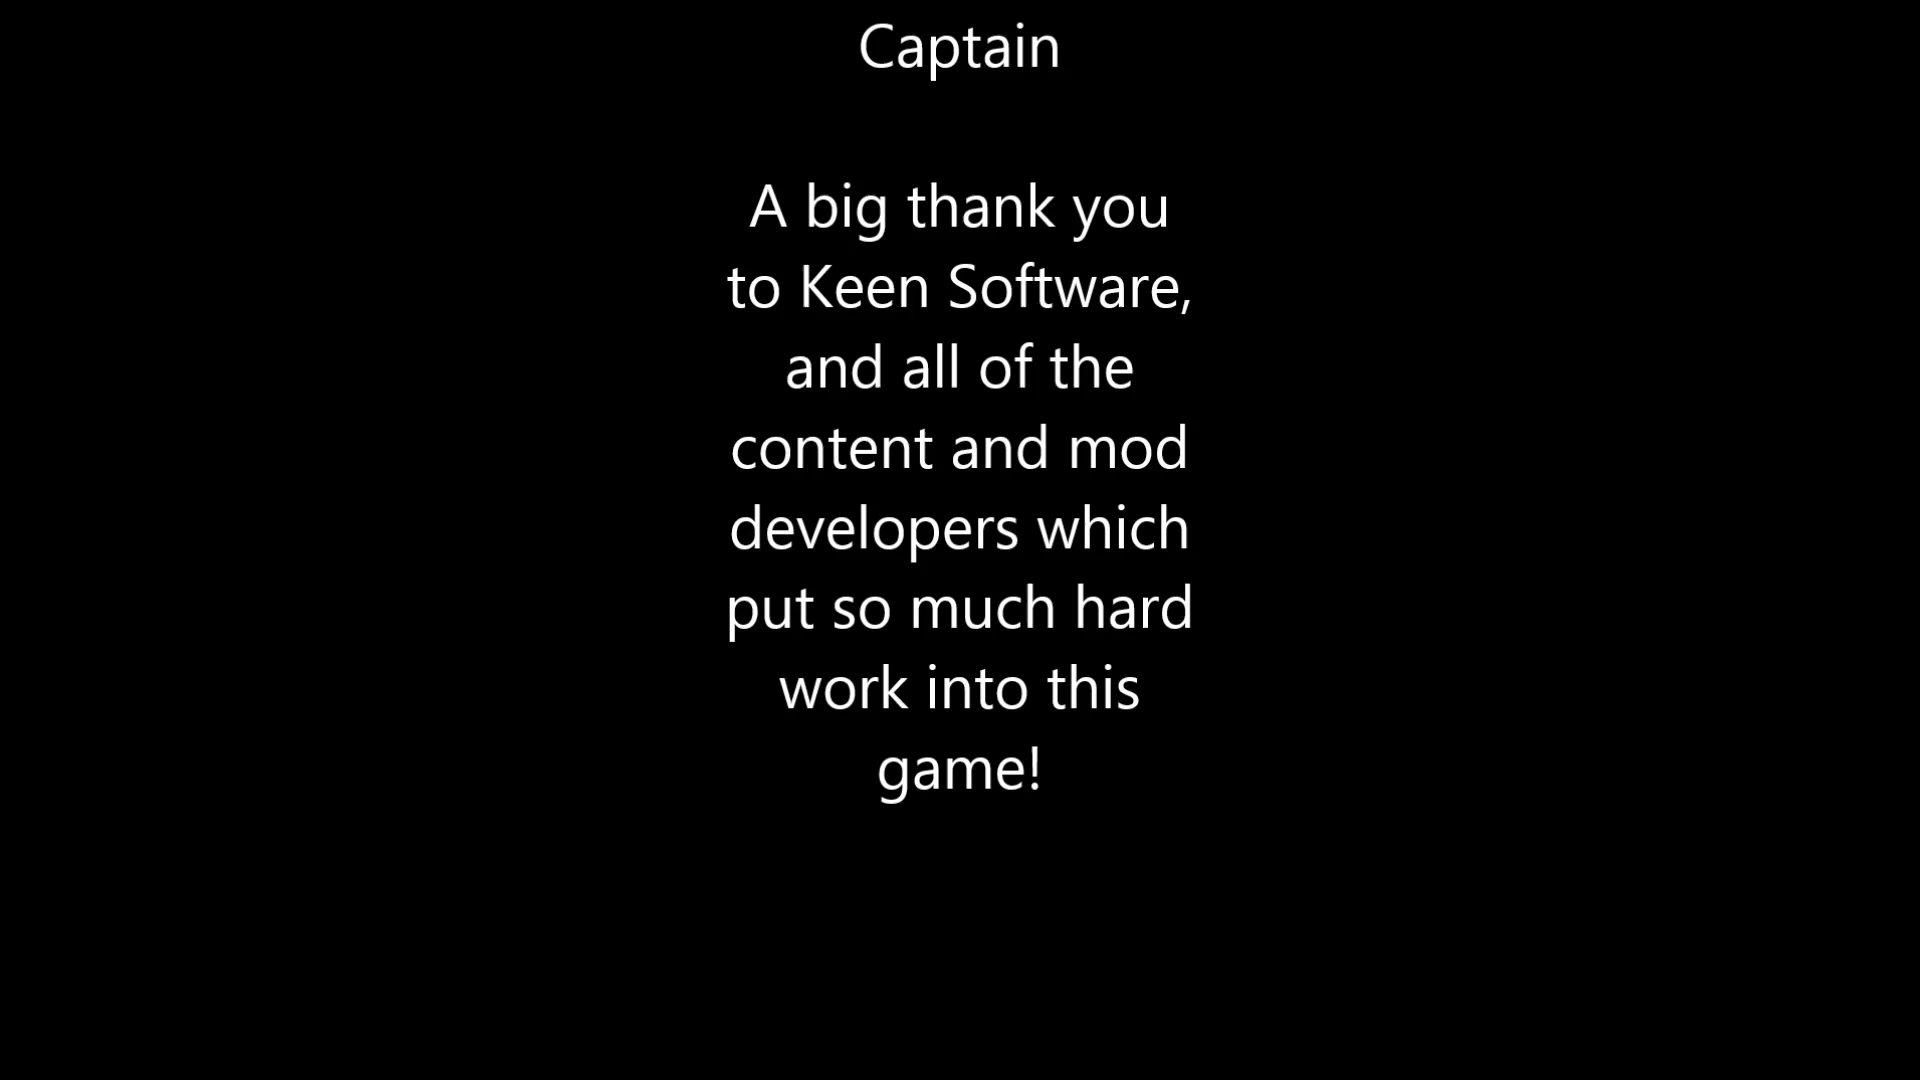 Captain
A big thank you
to Keen Software,
and all of the
content and mod
developers which
put so much hard
work into this
game!